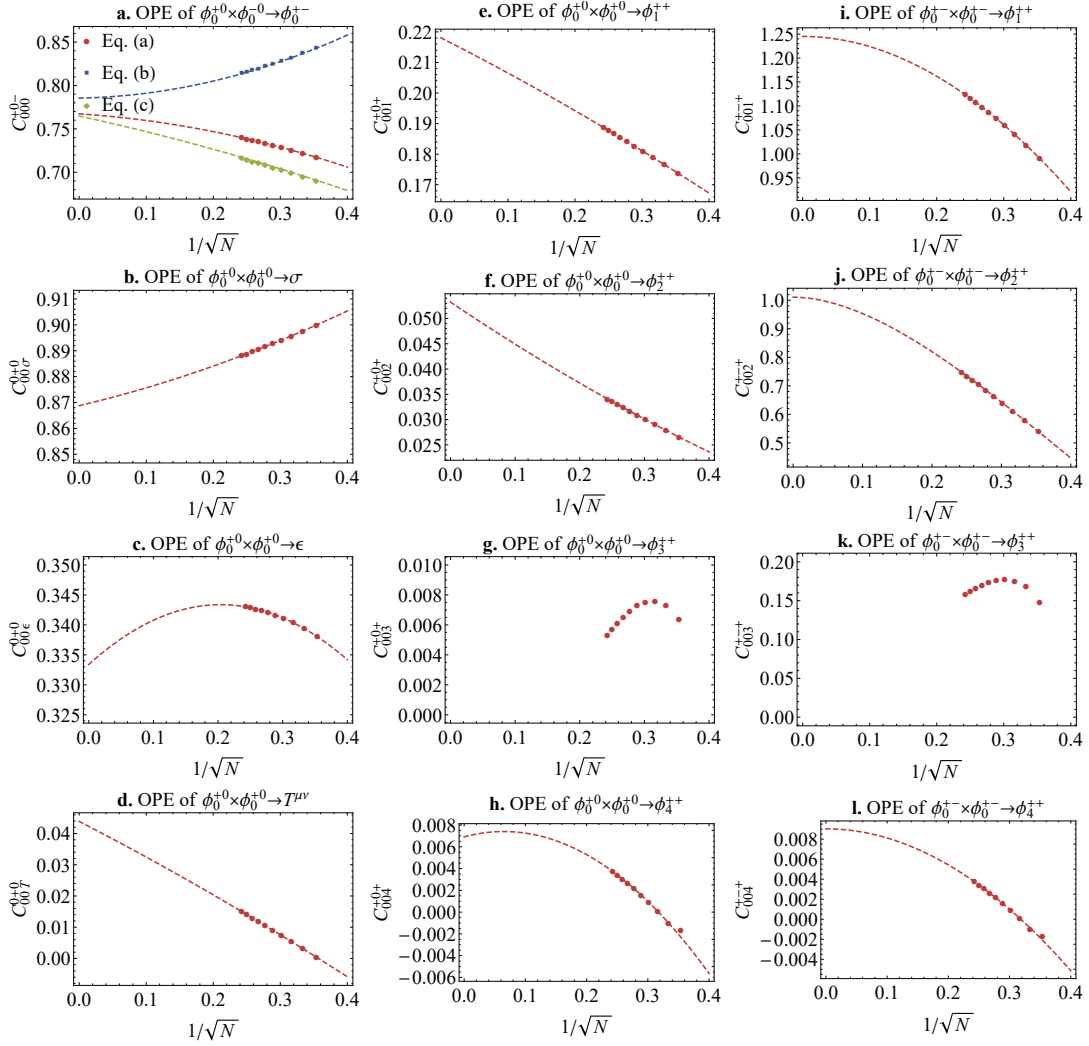 a. OPE of ϕ₀⁺⁰×ϕ₀⁻⁰→ϕ₀⁺⁻
Eq. (a)
Eq. (b)
Eq. (c)
C₀₀₀⁺⁰⁻
0.85
0.80
0.75
0.70
0.0 0.1 0.2 0.3 0.4
1/√N
e. OPE of ϕ₀⁺⁰×ϕ₀⁺⁰→ϕ₁⁺⁺
C₀₀₁⁺⁰⁺
0.22
0.21
0.20
0.19
0.18
0.17
0.0 0.1 0.2 0.3 0.4
1/√N
i. OPE of ϕ₀⁺⁻×ϕ₀⁺⁻→ϕ₁⁺⁺
C₀₀₁⁺⁻⁺
1.25
1.20
1.15
1.10
1.05
1.00
0.95
0.0 0.1 0.2 0.3 0.4
1/√N
b. OPE of ϕ₀⁺⁰×ϕ₀⁺⁰→σ
C₀₀σ⁰⁺⁰
0.91
0.90
0.89
0.88
0.87
0.86
0.85
0.0 0.1 0.2 0.3 0.4
1/√N
f. OPE of ϕ₀⁺⁰×ϕ₀⁺⁰→ϕ₂⁺⁺
C₀₀₂⁺⁰⁺
0.050
0.045
0.040
0.035
0.030
0.025
0.0 0.1 0.2 0.3 0.4
1/√N
j. OPE of ϕ₀⁺⁻×ϕ₀⁺⁻→ϕ₂⁺⁺
C₀₀₂⁺⁻⁺
1.0
0.9
0.8
0.7
0.6
0.5
0.0 0.1 0.2 0.3 0.4
1/√N
c. OPE of ϕ₀⁺⁰×ϕ₀⁺⁰→ϵ
C₀₀ϵ⁰⁺⁰
0.350
0.345
0.340
0.335
0.330
0.325
0.0 0.1 0.2 0.3 0.4
1/√N
g. OPE of ϕ₀⁺⁰×ϕ₀⁺⁰→ϕ₃⁺⁺
C₀₀₃⁺⁰⁺
0.010
0.008
0.006
0.004
0.002
0.000
0.0 0.1 0.2 0.3 0.4
1/√N
k. OPE of ϕ₀⁺⁻×ϕ₀⁺⁻→ϕ₃⁺⁺
C₀₀₃⁺⁻⁺
0.20
0.15
0.10
0.05
0.00
0.0 0.1 0.2 0.3 0.4
1/√N
d. OPE of ϕ₀⁺⁰×ϕ₀⁺⁰→Tᵘᵛ
C₀₀T⁰⁺⁰
0.04
0.03
0.02
0.01
0.00
0.0 0.1 0.2 0.3 0.4
1/√N
h. OPE of ϕ₀⁺⁰×ϕ₀⁺⁰→ϕ₄⁺⁺
C₀₀₄⁺⁰⁺
0.008
0.006
0.004
0.002
0.000
−0.002
−0.004
−0.006
0.0 0.1 0.2 0.3 0.4
1/√N
l. OPE of ϕ₀⁺⁻×ϕ₀⁺⁻→ϕ₄⁺⁺
C₀₀₄⁺⁻⁺
0.008
0.006
0.004
0.002
0.000
−0.002
−0.004
0.0 0.1 0.2 0.3 0.4
1/√N